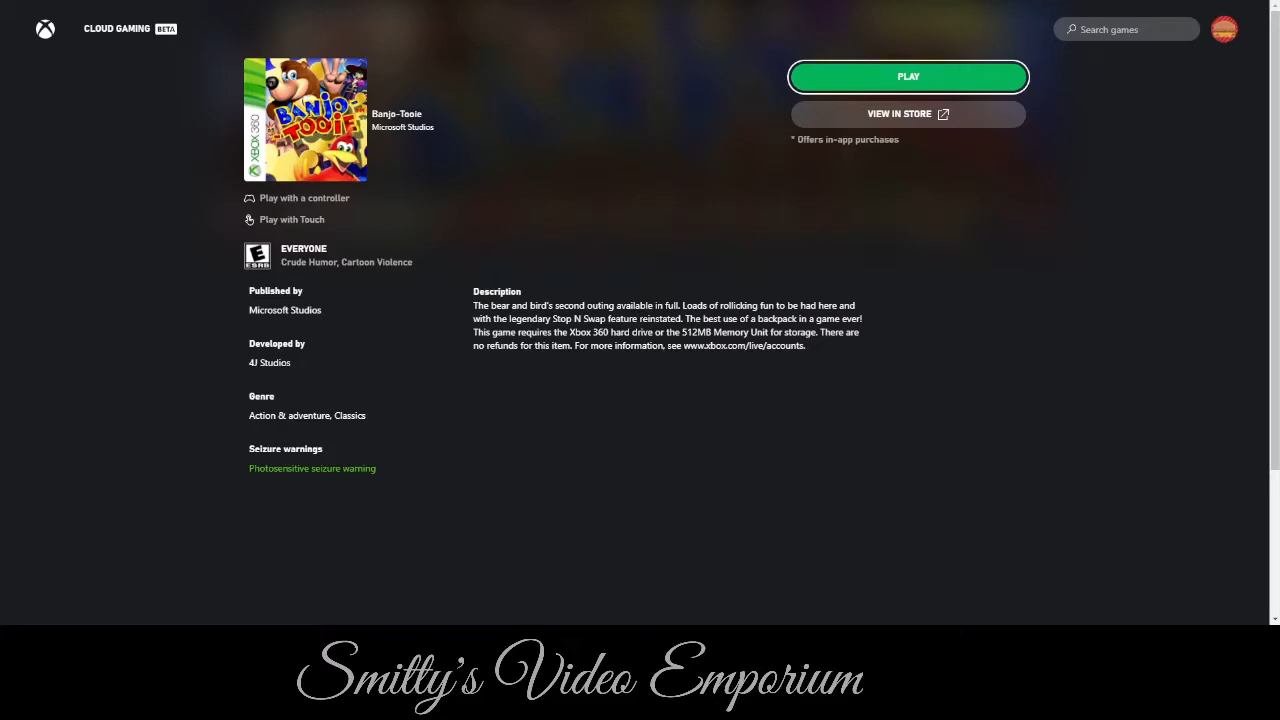 CLOUD GAMING BETA
Search games
XBOX 360
BANJO
TOOIE
Banjo-Tooie
Microsoft Studios
PLAY
VIEW IN STORE
* Offers in-app purchases
Play with a controller
Play with Touch
E
ESRB
EVERYONE
Crude Humor, Cartoon Violence
Published by
Microsoft Studios
Developed by
4J Studios
Genre
Action & adventure, Classics
Seizure warnings
Photosensitive seizure warning
Description
The bear and bird's second outing available in full. Loads of rollicking fun to be had here and
with the legendary Stop N Swap feature reinstated. The best use of a backpack in a game ever!
This game requires the Xbox 360 hard drive or the 512MB Memory Unit for storage. There are
no refunds for this item. For more information, see www.xbox.com/live/accounts.
Smitty's Video Emporium